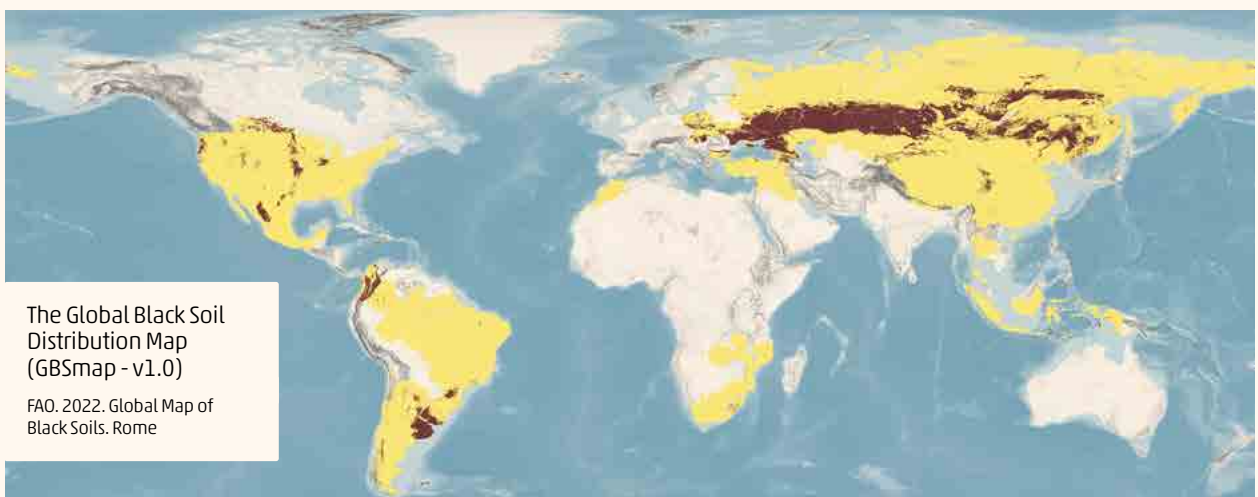 The Global Black Soil
Distribution Map
(GBSmap - v1.0)
FAO. 2022. Global Map of
Black Soils. Rome